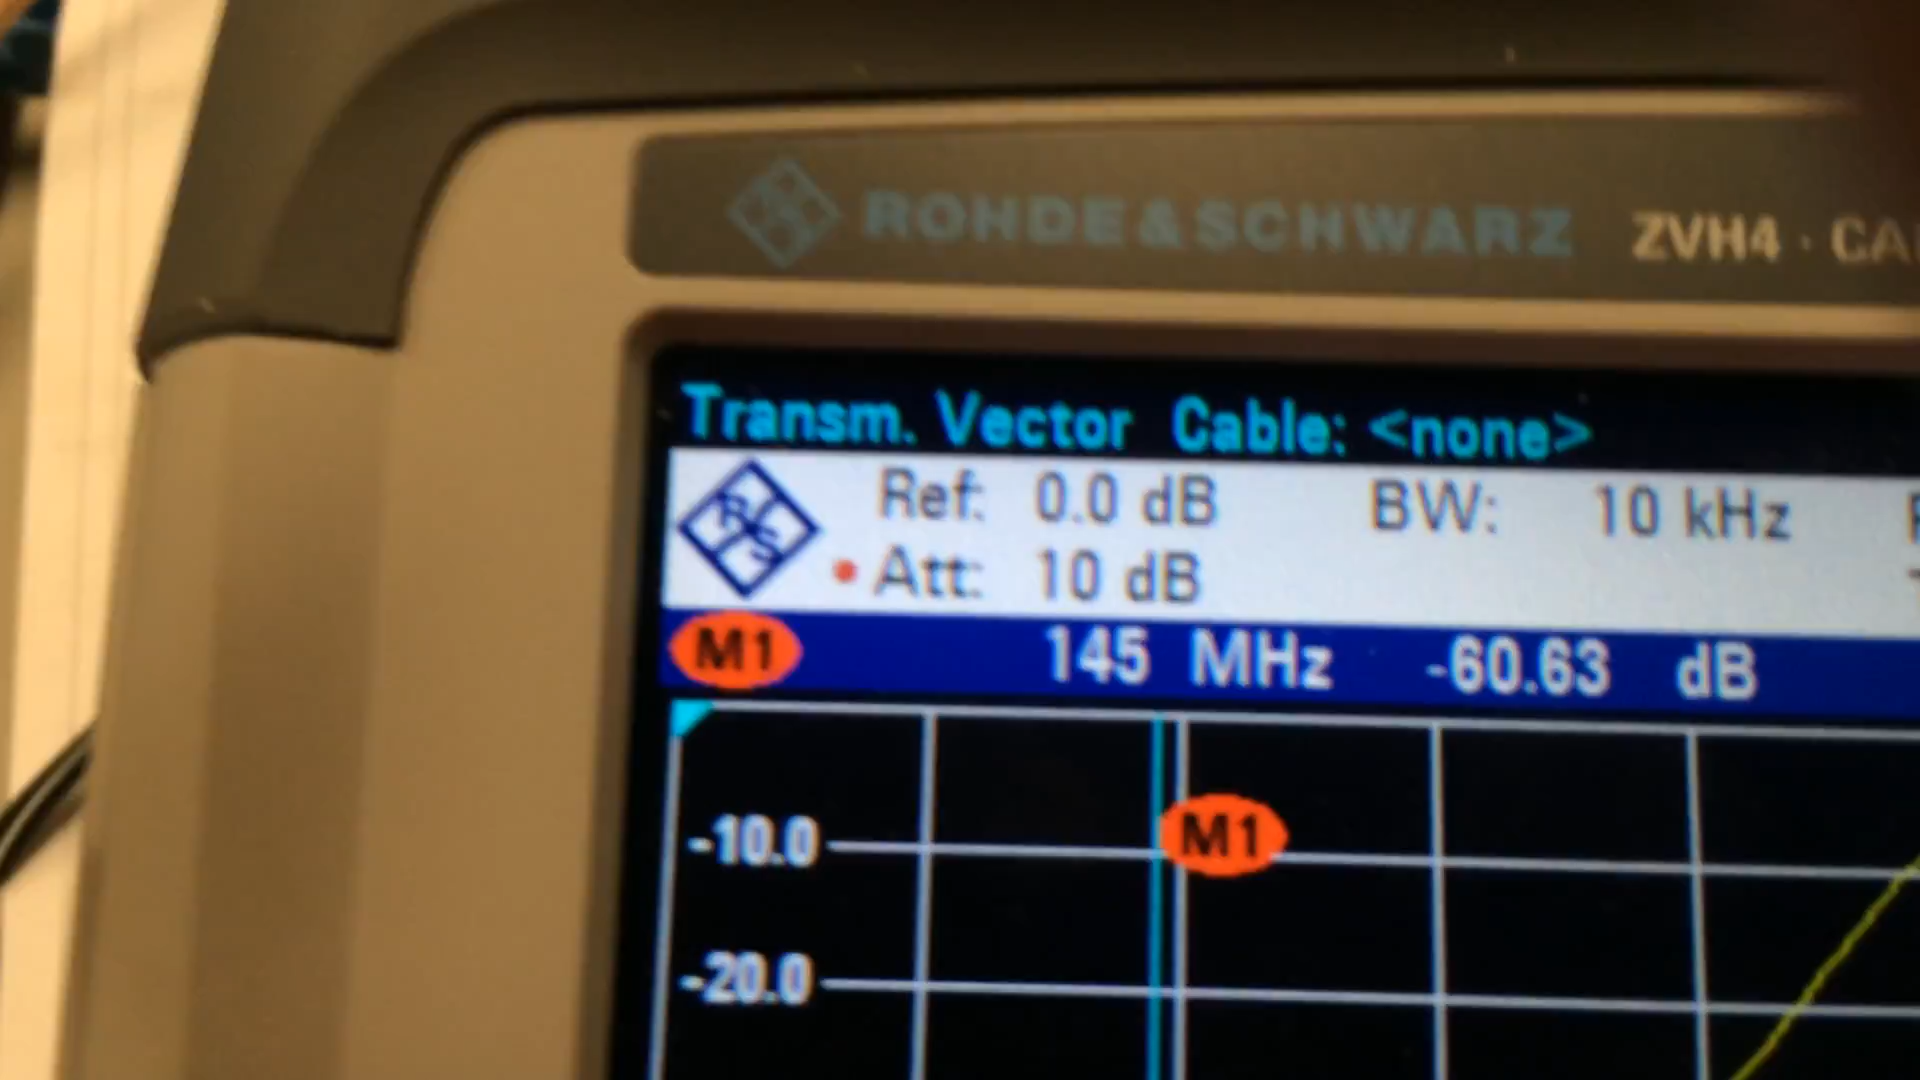 ROHDE&SCHWARZ ZVH4 · CA
Transm. Vector Cable: <none>
Ref: 0.0 dB BW: 10 kHz
• Att: 10 dB
M1 145 MHz -60.63 dB
M1
-10.0
-20.0